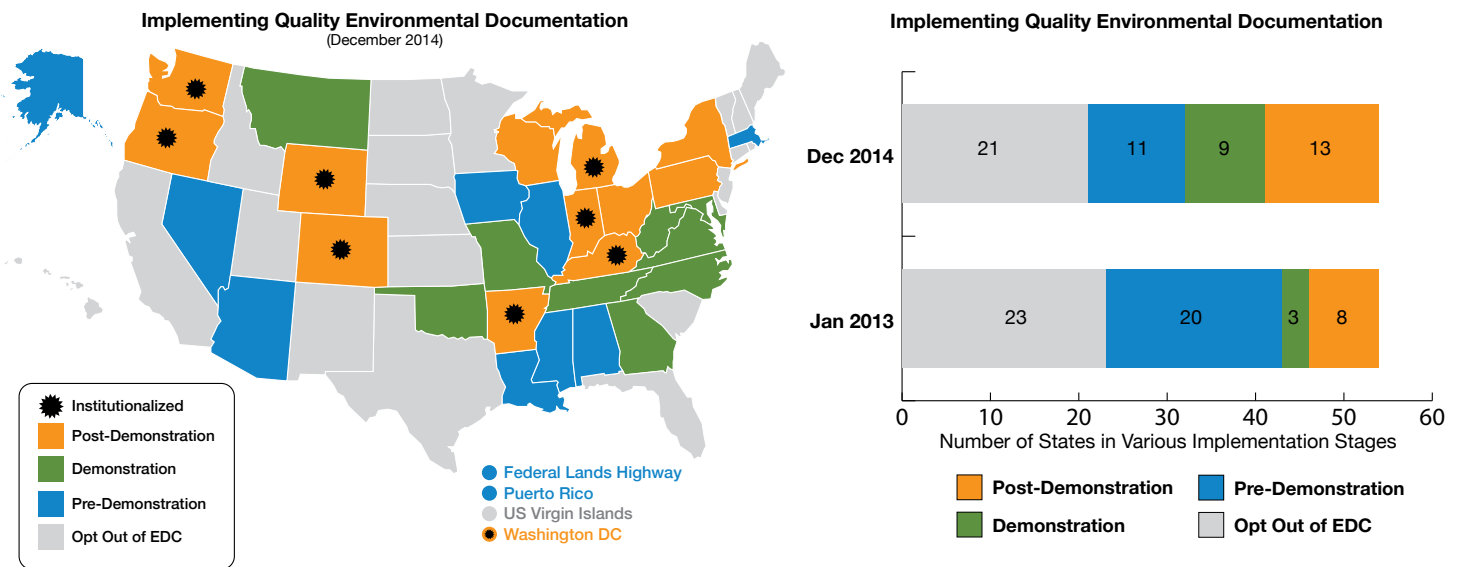 Implementing Quality Environmental Documentation
(December 2014)
Institutionalized
Post-Demonstration
Demonstration
Pre-Demonstration
Opt Out of EDC
Federal Lands Highway
Puerto Rico
US Virgin Islands
Washington DC
Implementing Quality Environmental Documentation
Dec 2014
21 11 9 13
Jan 2013
23 20 3 8
0 10 20 30 40 50 60
Number of States in Various Implementation Stages
Post-Demonstration Pre-Demonstration
Demonstration Opt Out of EDC